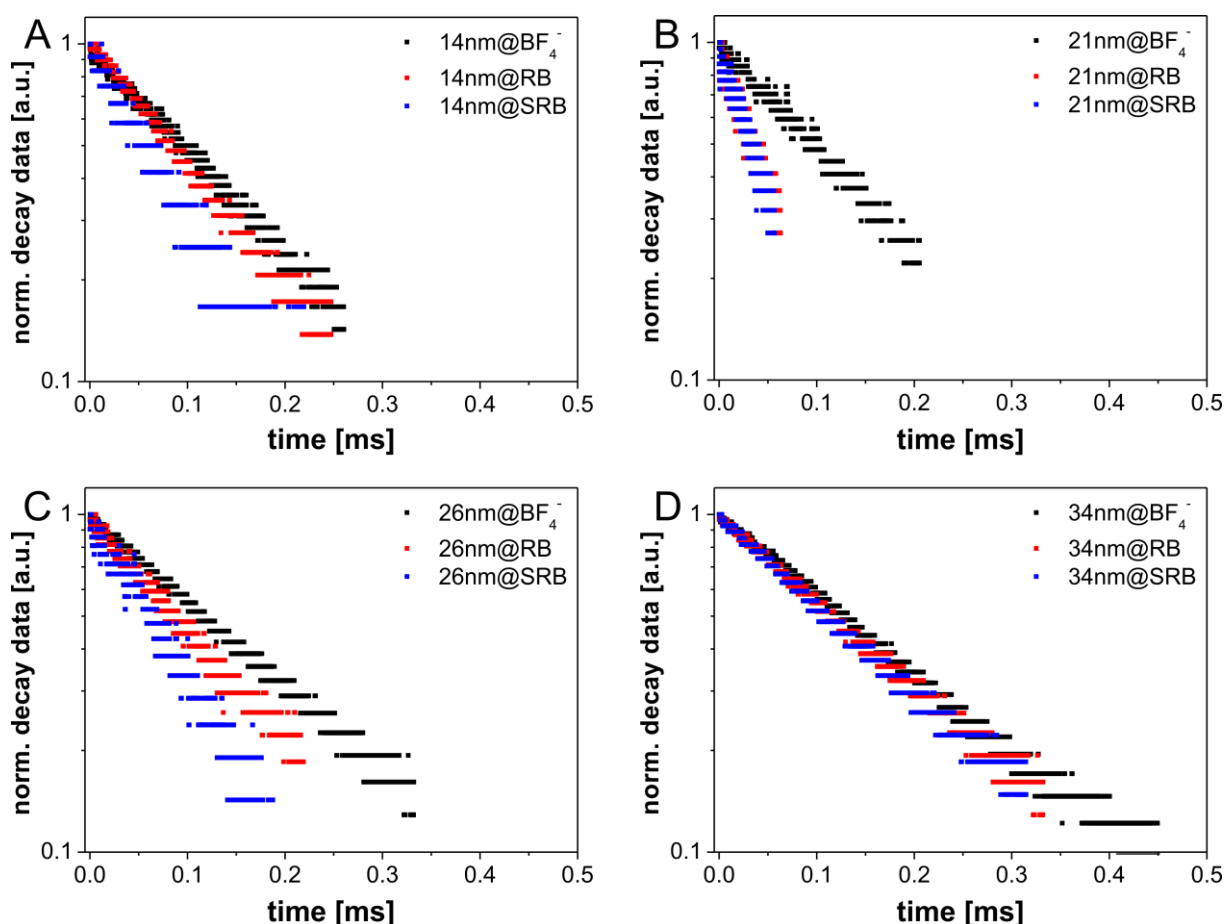 A
14nm@BF₄⁻
14nm@RB
14nm@SRB
norm. decay data [a.u.]
1
0.1
0.0 0.1 0.2 0.3 0.4 0.5
time [ms]
B
21nm@BF₄⁻
21nm@RB
21nm@SRB
norm. decay data [a.u.]
1
0.1
0.0 0.1 0.2 0.3 0.4 0.5
time [ms]
C
26nm@BF₄⁻
26nm@RB
26nm@SRB
norm. decay data [a.u.]
1
0.1
0.0 0.1 0.2 0.3 0.4 0.5
time [ms]
D
34nm@BF₄⁻
34nm@RB
34nm@SRB
norm. decay data [a.u.]
1
0.1
0.0 0.1 0.2 0.3 0.4 0.5
time [ms]